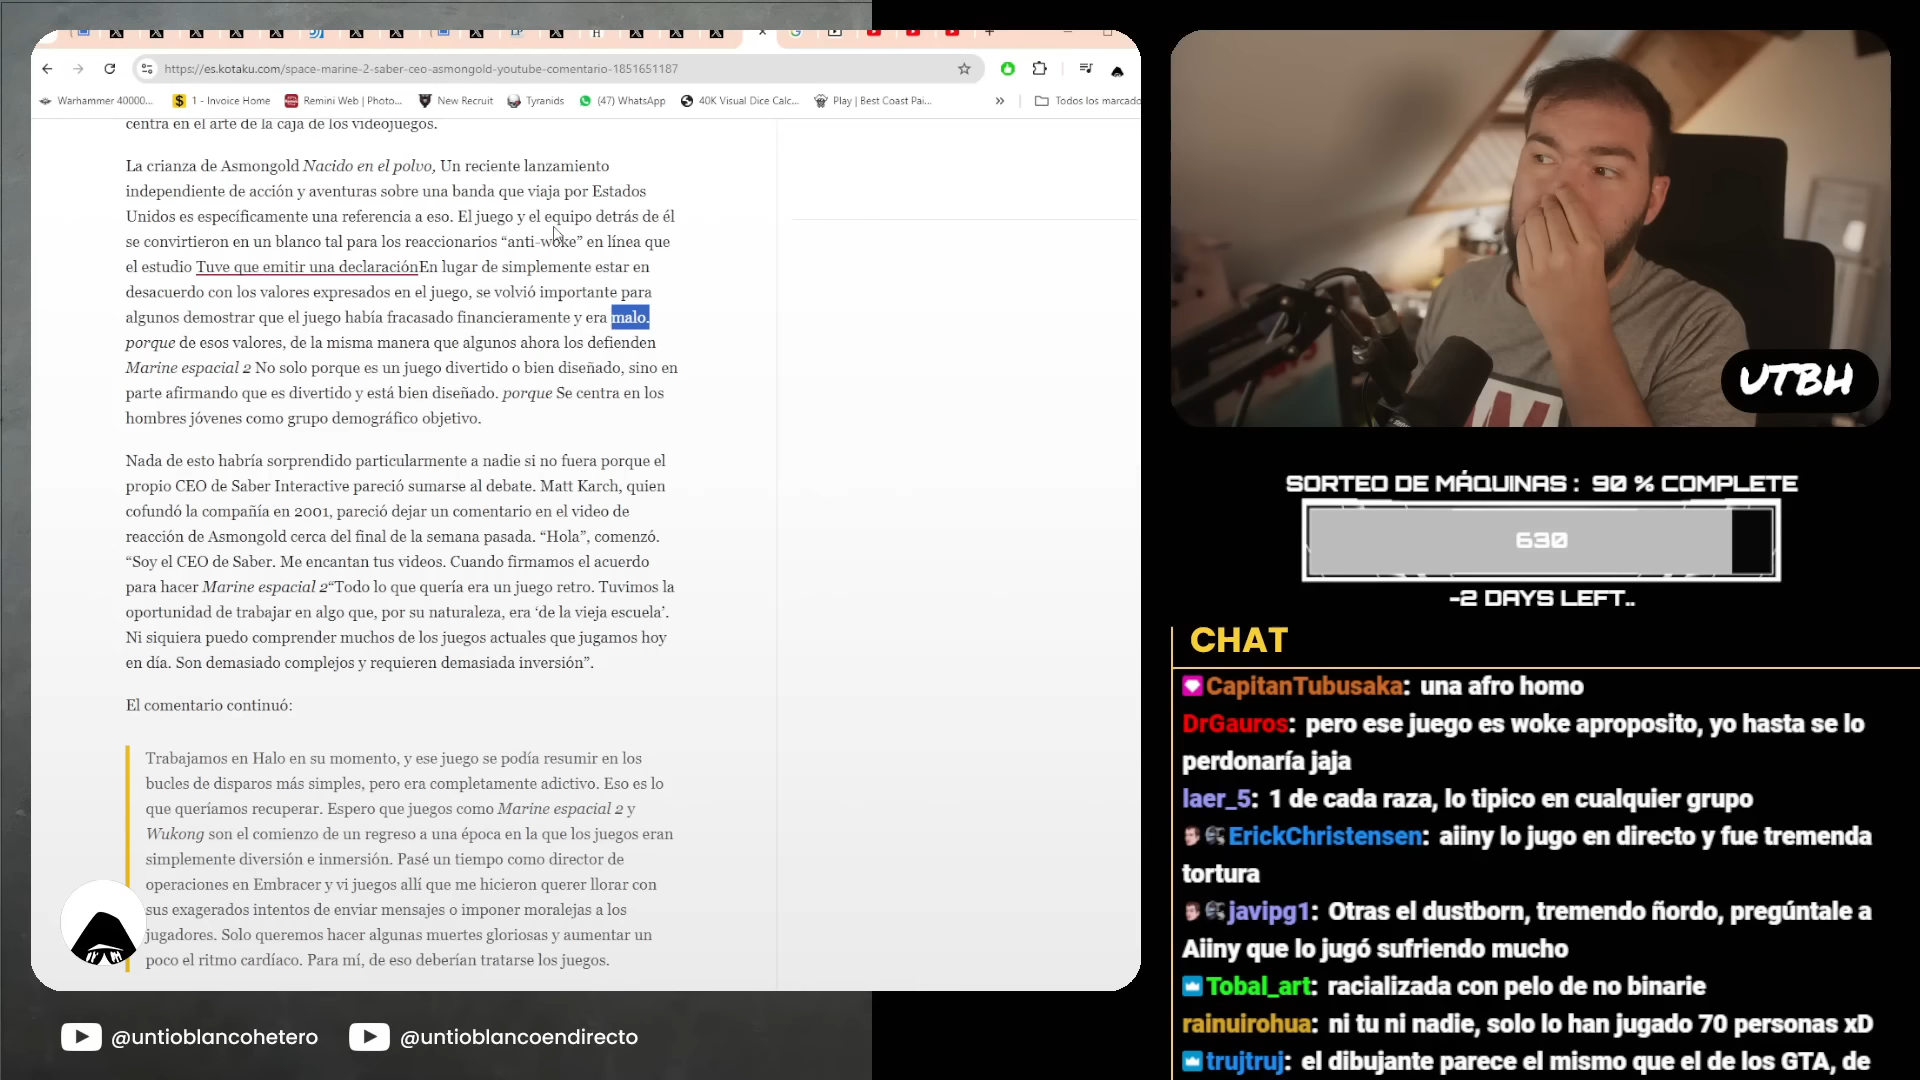 https://es.kotaku.com/space-marine-2-saber-ceo-asmongold-youtube-comentario-1851651187
Warhammer 40000... 1 - Invoice Home Remini Web | Photo... New Recruit Tyranids (47) WhatsApp 40K Visual Dice Calc... Play | Best Coast Pai... » Todos los marcado
centra en el arte de la caja de los videojuegos.
La crianza de Asmongold Nacido en el polvo, Un reciente lanzamiento
independiente de acción y aventuras sobre una banda que viaja por Estados
Unidos es específicamente una referencia a eso. El juego y el equipo detrás de él
se convirtieron en un blanco tal para los reaccionarios “anti-woke” en línea que
el estudio Tuve que emitir una declaraciónEn lugar de simplemente estar en
desacuerdo con los valores expresados en el juego, se volvió importante para
algunos demostrar que el juego había fracasado financieramente y era malo.
porque de esos valores, de la misma manera que algunos ahora los defienden
Marine espacial 2 No solo porque es un juego divertido o bien diseñado, sino en
parte afirmando que es divertido y está bien diseñado. porque Se centra en los
hombres jóvenes como grupo demográfico objetivo.
Nada de esto habría sorprendido particularmente a nadie si no fuera porque el
propio CEO de Saber Interactive pareció sumarse al debate. Matt Karch, quien
cofundó la compañía en 2001, pareció dejar un comentario en el video de
reacción de Asmongold cerca del final de la semana pasada. “Hola”, comenzó.
“Soy el CEO de Saber. Me encantan tus videos. Cuando firmamos el acuerdo
para hacer Marine espacial 2“Todo lo que quería era un juego retro. Tuvimos la
oportunidad de trabajar en algo que, por su naturaleza, era ‘de la vieja escuela’.
Ni siquiera puedo comprender muchos de los juegos actuales que jugamos hoy
en día. Son demasiado complejos y requieren demasiada inversión”.
El comentario continuó:
Trabajamos en Halo en su momento, y ese juego se podía resumir en los
bucles de disparos más simples, pero era completamente adictivo. Eso es lo
que queríamos recuperar. Espero que juegos como Marine espacial 2 y
Wukong son el comienzo de un regreso a una época en la que los juegos eran
simplemente diversión e inmersión. Pasé un tiempo como director de
operaciones en Embracer y vi juegos allí que me hicieron querer llorar con
sus exagerados intentos de enviar mensajes o imponer moralejas a los
jugadores. Solo queremos hacer algunas muertes gloriosas y aumentar un
poco el ritmo cardíaco. Para mí, de eso deberían tratarse los juegos.
@untioblancohetero @untioblancoendirecto
UTBH
SORTEO DE MÁQUINAS : 90 % COMPLETE
630
-2 DAYS LEFT..
CHAT
CapitanTubusaka: una afro homo
DrGauros: pero ese juego es woke aproposito, yo hasta se lo
perdonaría jaja
laer_5: 1 de cada raza, lo tipico en cualquier grupo
ErickChristensen: aiiny lo jugo en directo y fue tremenda
tortura
javipg1: Otras el dustborn, tremendo ñordo, pregúntale a
Aiiny que lo jugó sufriendo mucho
Tobal_art: racializada con pelo de no binarie
rainuirohua: ni tu ni nadie, solo lo han jugado 70 personas xD
trujtruj: el dibujante parece el mismo que el de los GTA, de